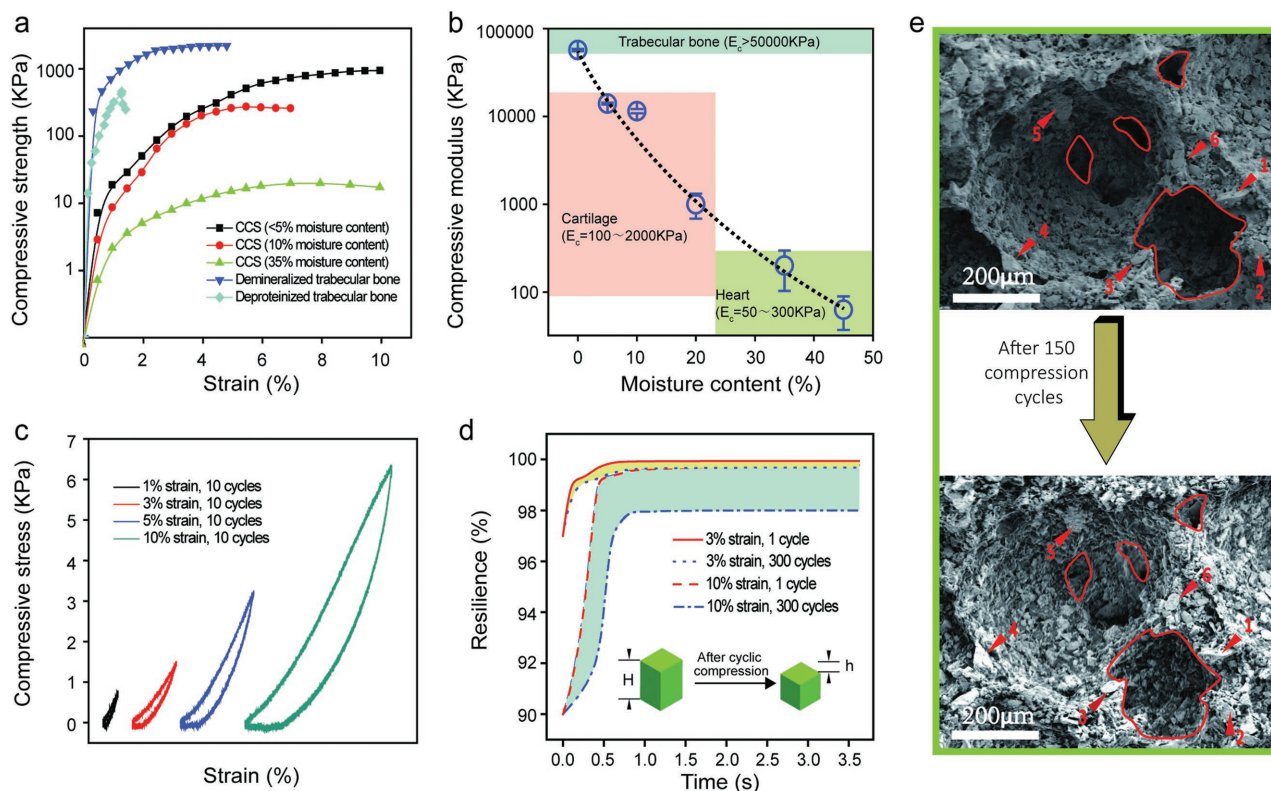 a
Compressive strength (KPa)
1000
100
10
1
0
2
4
6
8
10
Strain (%)
CCS (<5% moisture content)
CCS (10% moisture content)
CCS (35% moisture content)
Demineralized trabecular bone
Deproteinized trabecular bone
b
Compressive modulus (KPa)
100000
10000
1000
100
0
10
20
30
40
50
Moisture content (%)
Trabecular bone (Ec>50000KPa)
Cartilage
(Ec=100~2000KPa)
Heart
(Ec=50~300KPa)
c
Compressive stress (KPa)
7
6
5
4
3
2
1
0
1% strain, 10 cycles
3% strain, 10 cycles
5% strain, 10 cycles
10% strain, 10 cycles
Strain (%)
d
Resilience (%)
100
98
96
94
92
90
3% strain, 1 cycle
3% strain, 300 cycles
10% strain, 1 cycle
10% strain, 300 cycles
H
After cyclic
compression
h
0.0
0.5
1.0
1.5
2.0
2.5
3.0
3.5
Time (s)
e
5
6
1
4
5
2
200μm
After 150
compression
cycles
5
6
4
1
3
2
200μm